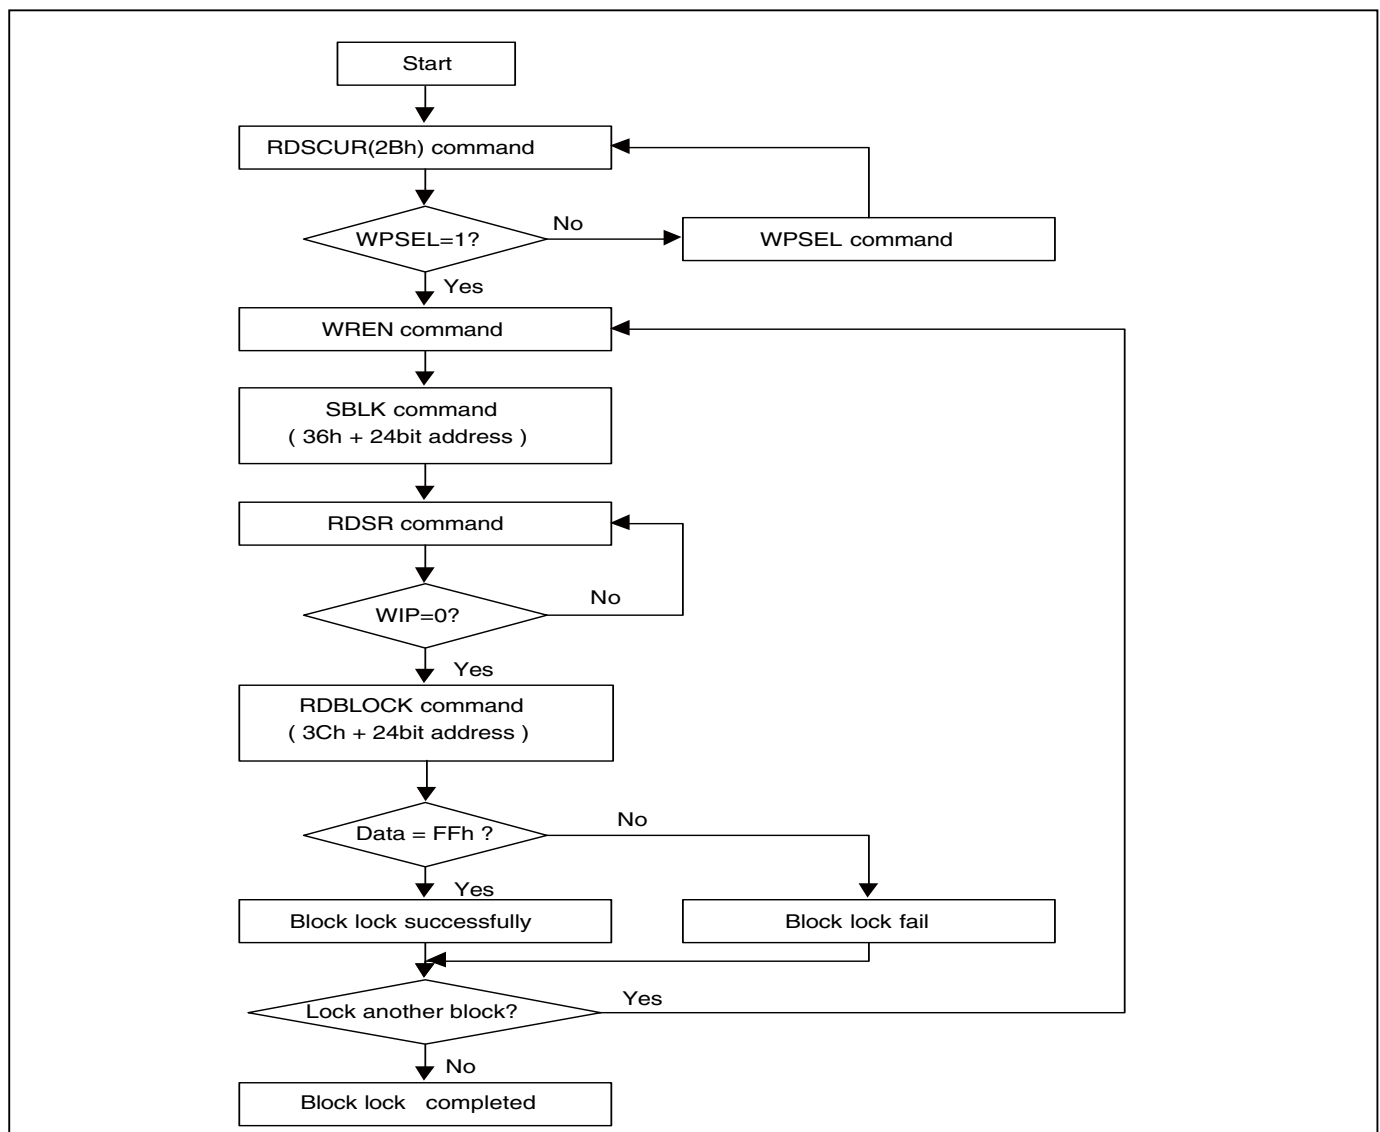 Start
RDSCUR(2Bh) command
WPSEL=1?
No
WPSEL command
Yes
WREN command
SBLK command
( 36h + 24bit address )
RDSR command
WIP=0?
No
Yes
RDBLOCK command
( 3Ch + 24bit address )
Data = FFh ?
No
Yes
Block lock successfully
Block lock fail
Lock another block?
Yes
No
Block lock completed